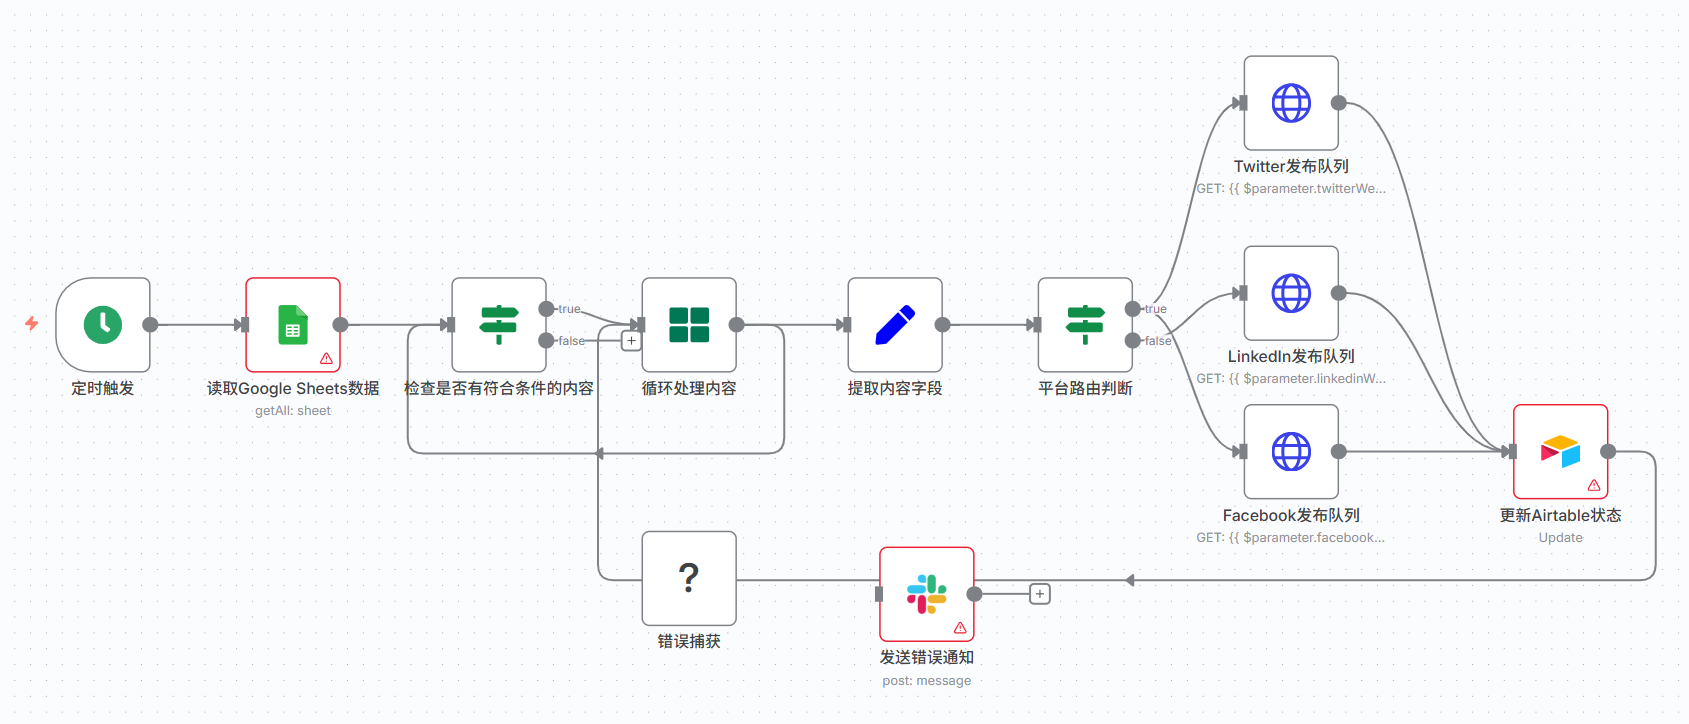 Twitter发布队列
GET: {{ $parameter.twitterWe...
true
false
+
定时触发
读取Google Sheets数据
getAll: sheet
检查是否有符合条件的内容
循环处理内容
提取内容字段
平台路由判断
true
false
LinkedIn发布队列
GET: {{ $parameter.linkedinW...
Facebook发布队列
GET: {{ $parameter.facebook...
更新Airtable状态
Update
?
错误捕获
+
发送错误通知
post: message